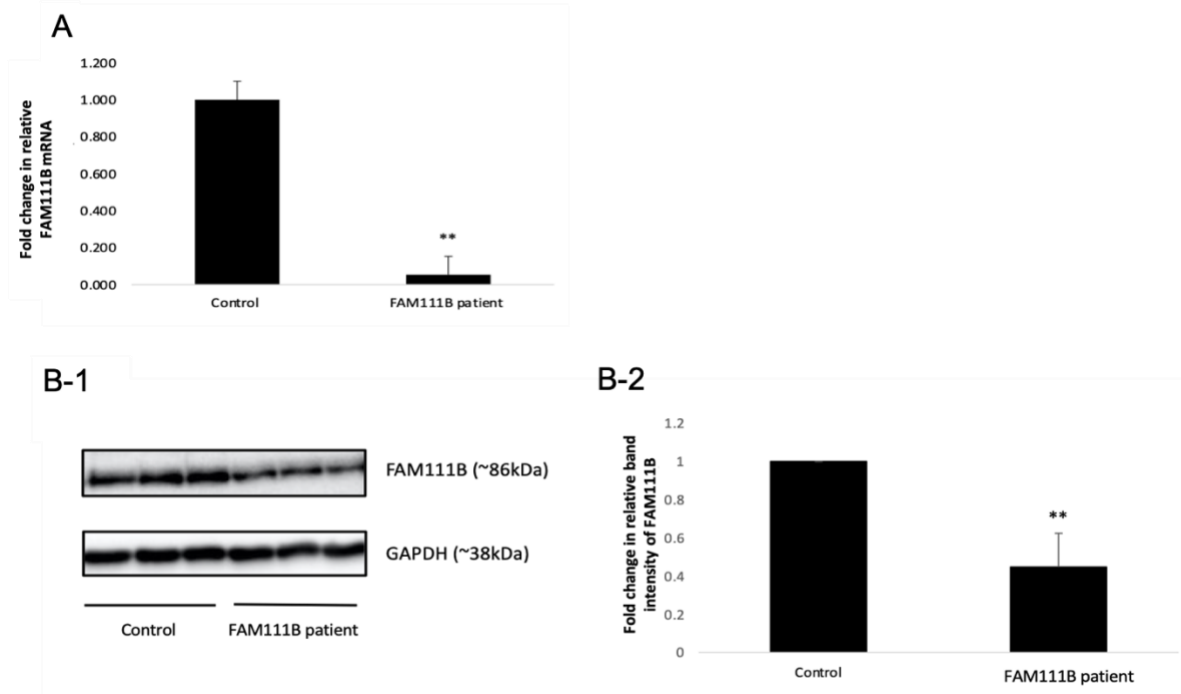 A
Fold change in relative
FAM111B mRNA
1.200
1.000
0.800
0.600
0.400
0.200
0.000
**
Control
FAM111B patient
B-1
FAM111B (~86kDa)
GAPDH (~38kDa)
Control
FAM111B patient
B-2
Fold change in relative band
intensity of FAM111B
1.2
1
0.8
0.6
0.4
0.2
0
**
Control
FAM111B patient